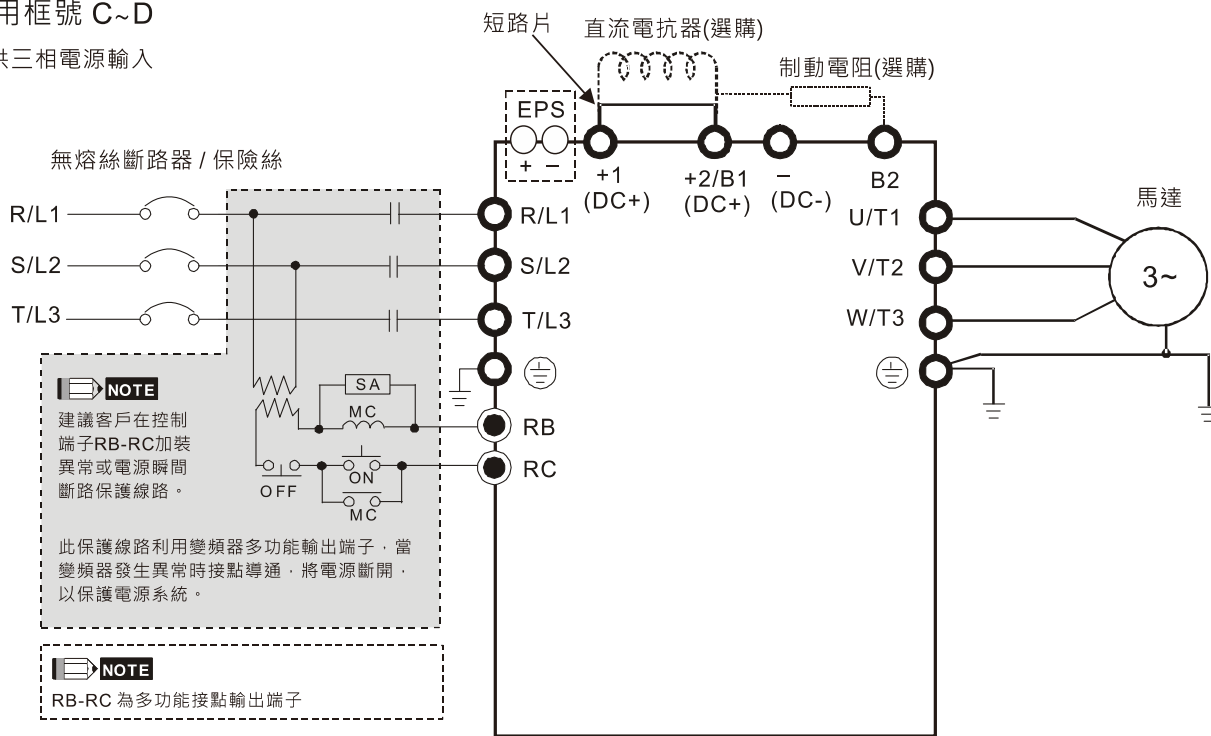 用框號 C~D
供三相電源輸入
短路片
直流電抗器(選購)
制動電阻(選購)
EPS
+ −
+1
(DC+)
+2/B1
(DC+)
−
(DC-)
B2
無熔絲斷路器 / 保險絲
R/L1
S/L2
T/L3
R/L1
S/L2
T/L3
RB
RC
U/T1
V/T2
W/T3
馬達
3~
SA
MC
OFF
ON
MC
NOTE
建議客戶在控制
端子RB-RC加裝
異常或電源瞬間
斷路保護線路。
此保護線路利用變頻器多功能輸出端子,當
變頻器發生異常時接點導通,將電源斷開,
以保護電源系統。
NOTE
RB-RC 為多功能接點輸出端子